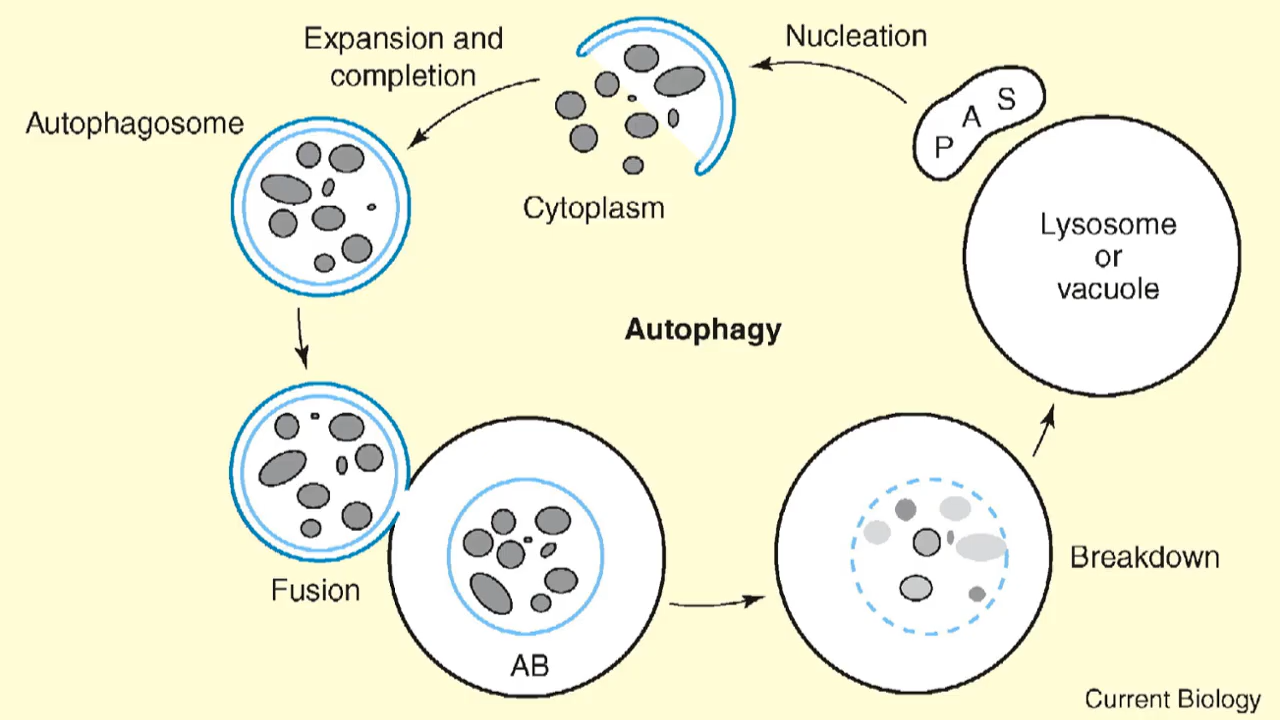 Expansion and
completion
Nucleation
Autophagosome
P A S
Cytoplasm
Lysosome
or
vacuole
Autophagy
Fusion
Breakdown
AB
Current Biology